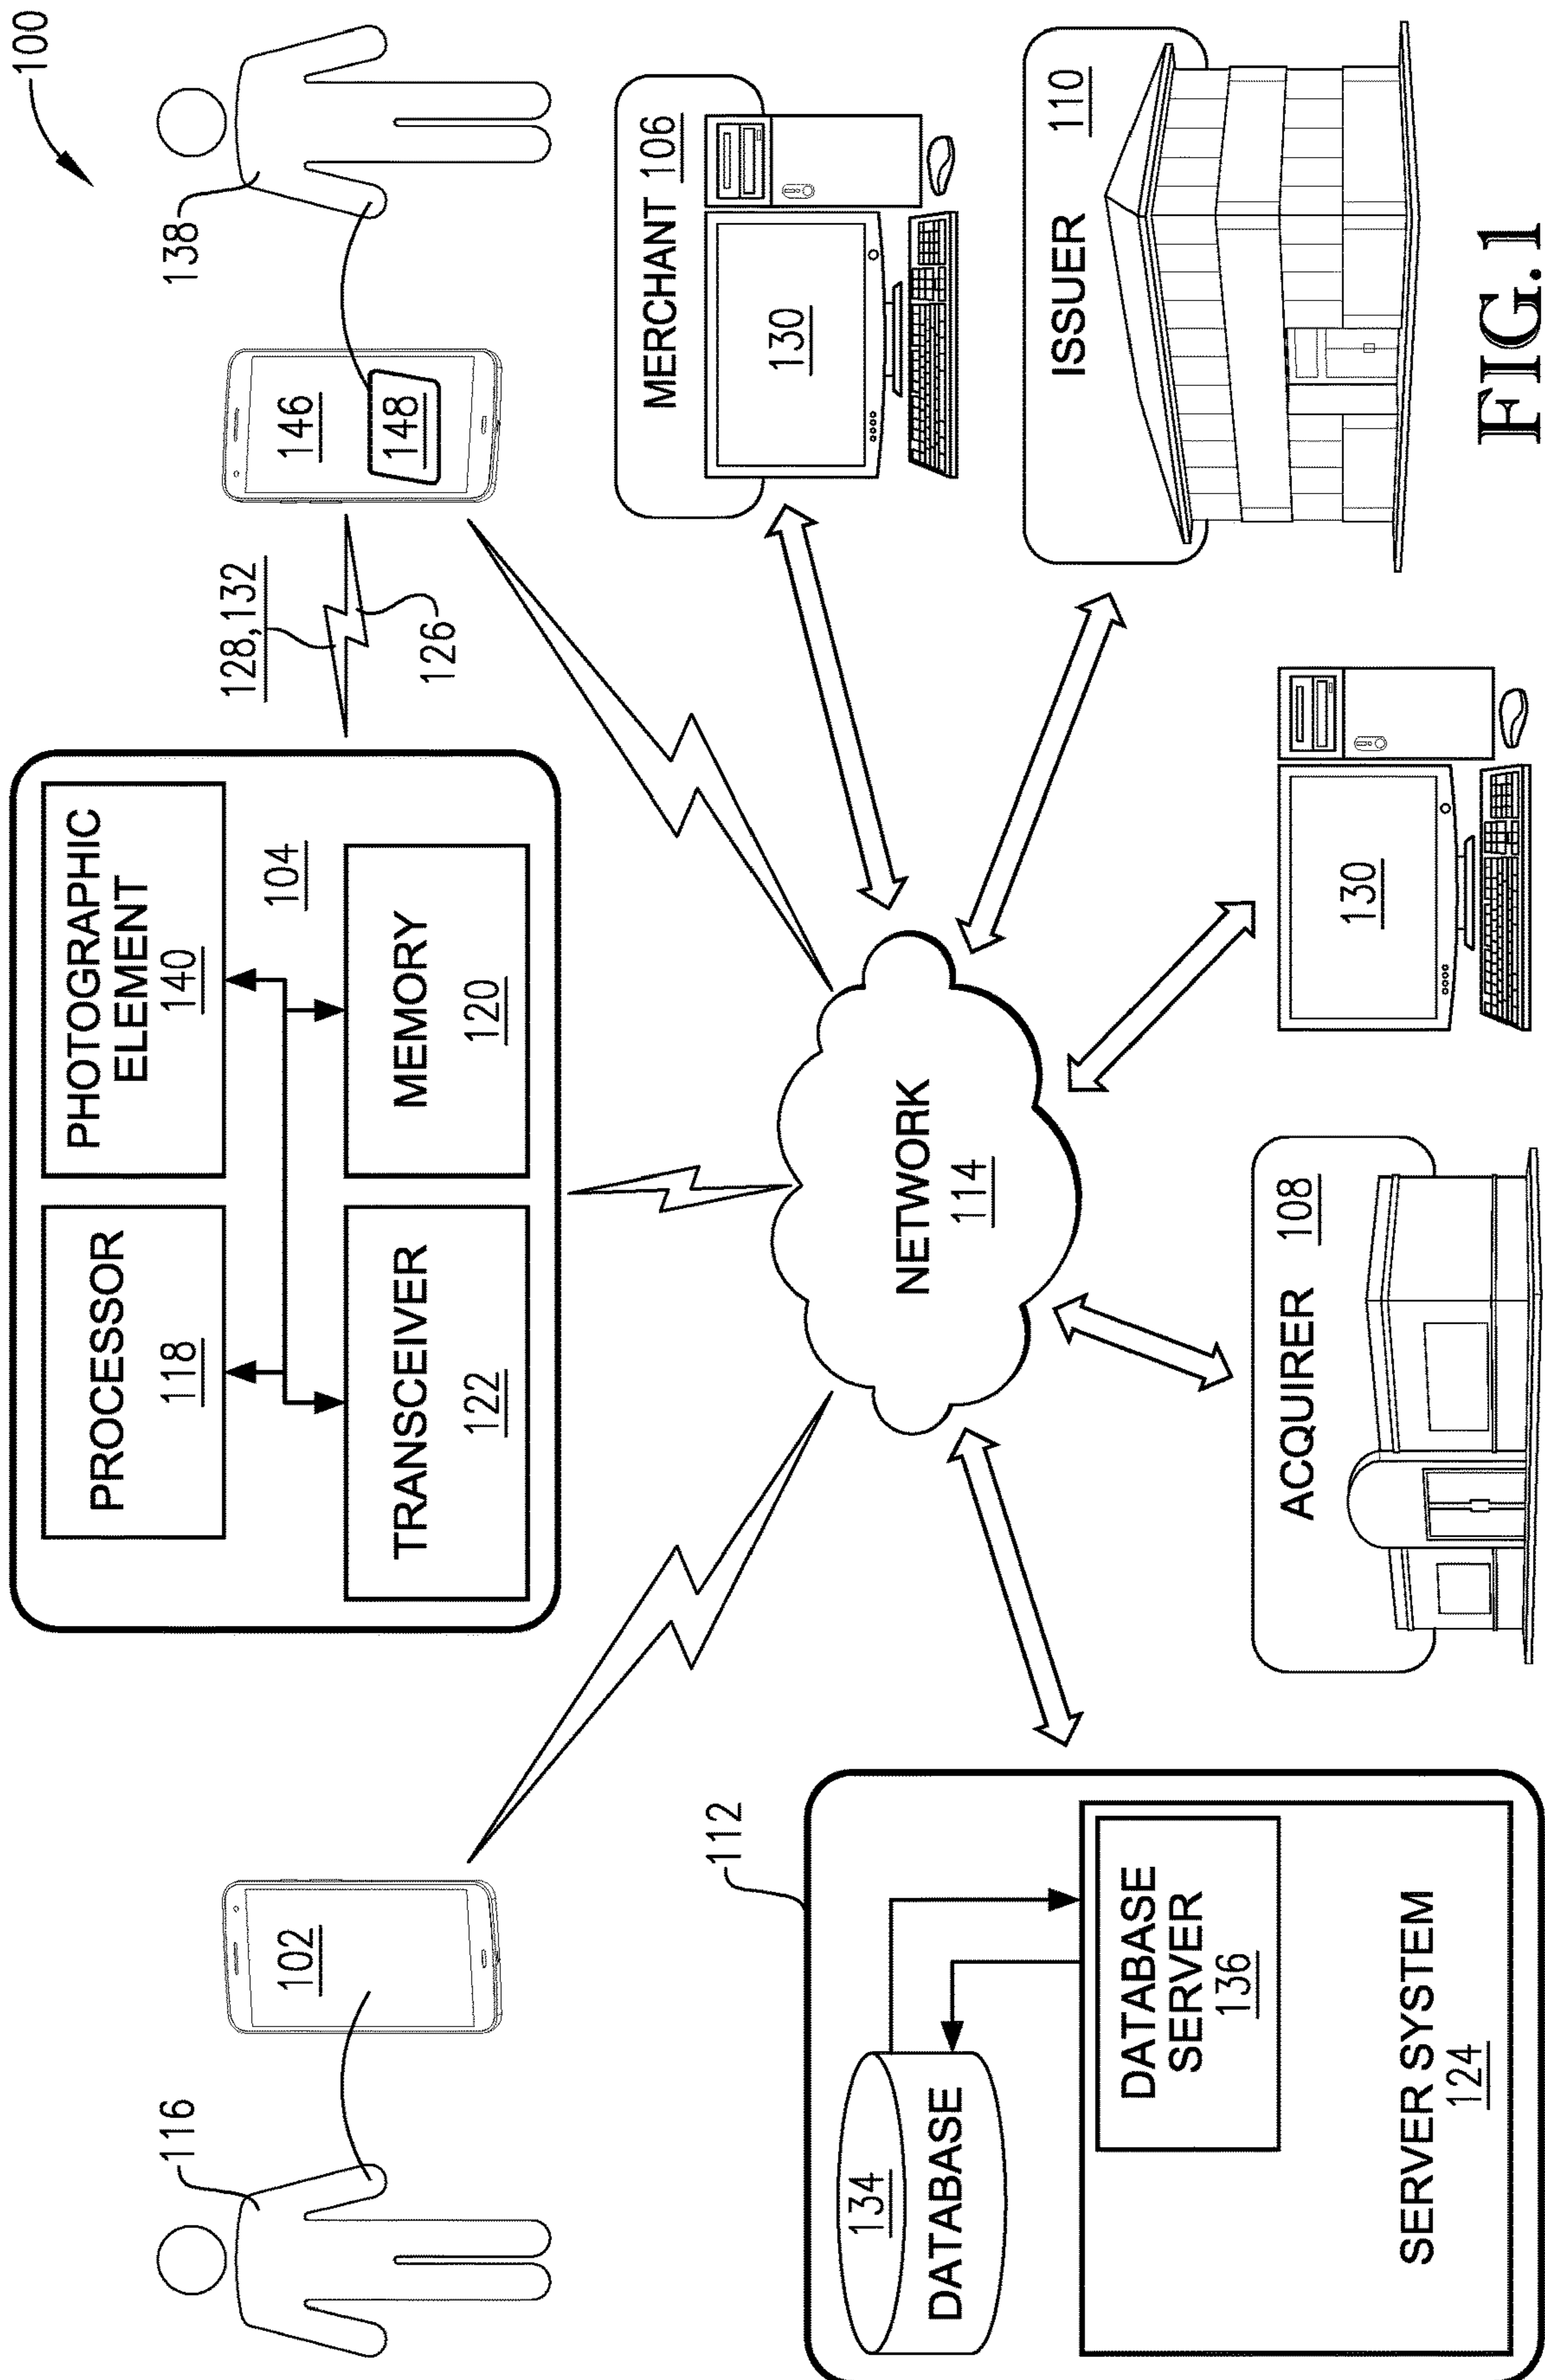 100
116
102
PROCESSOR
118
PHOTOGRAPHIC
ELEMENT
140
104
TRANSCEIVER
122
MEMORY
120
128,132
126
146
148
138
112
134
DATABASE
DATABASE
SERVER
136
SERVER SYSTEM
124
NETWORK
114
MERCHANT 106
130
ACQUIRER 108
130
ISSUER 110
FIG.1